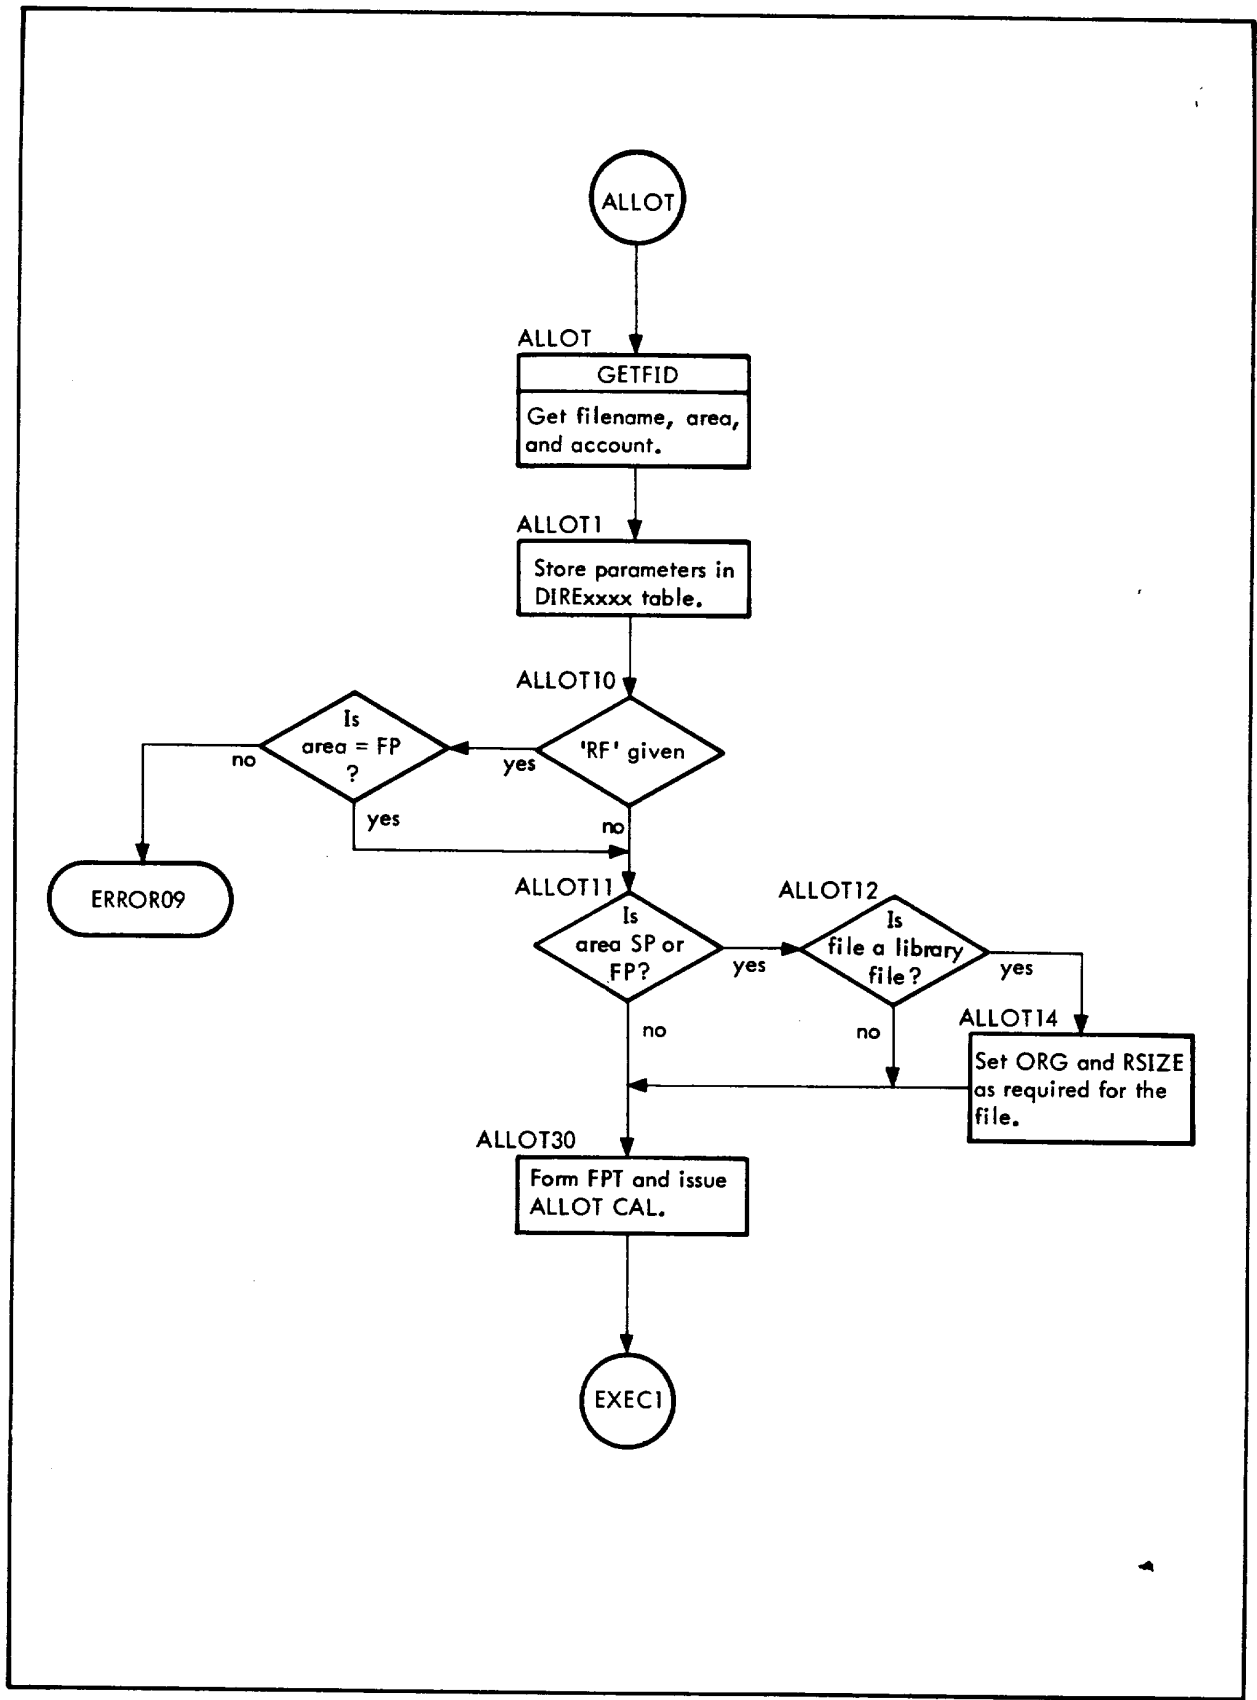 ALLOT
ALLOT
GETFID
Get filename, area,
and account.
ALLOT1
Store parameters in
DIRExxxx table.
ALLOT10
'RF' given
yes
no
Is
area = FP
?
no
yes
ERROR09
ALLOT11
Is
area SP or
FP?
yes
no
ALLOT12
Is
file a library
file?
yes
no
ALLOT14
Set ORG and RSIZE
as required for the
file.
ALLOT30
Form FPT and issue
ALLOT CAL.
EXEC1